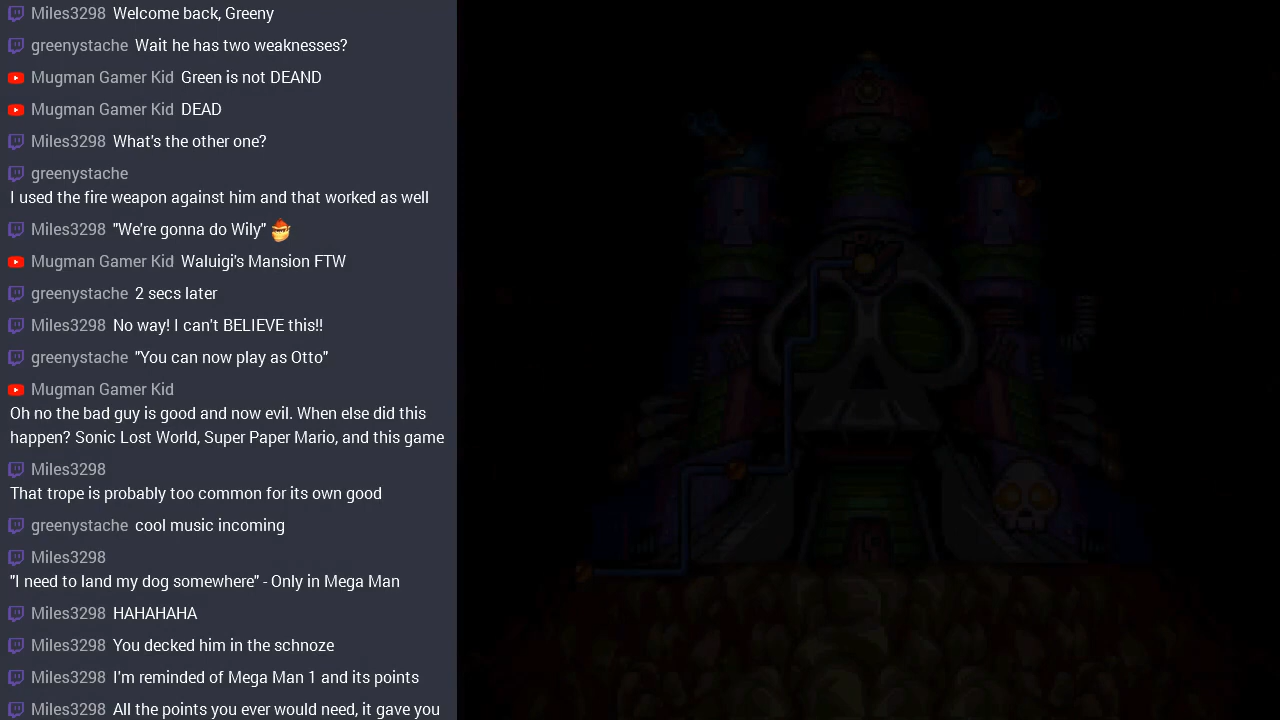 Miles3298 Welcome back, Greeny
greenystache Wait he has two weaknesses?
Mugman Gamer Kid Green is not DEAND
Mugman Gamer Kid DEAD
Miles3298 What's the other one?
greenystache
I used the fire weapon against him and that worked as well
Miles3298 "We're gonna do Wily"
Mugman Gamer Kid Waluigi's Mansion FTW
greenystache 2 secs later
Miles3298 No way! I can't BELIEVE this!!
greenystache "You can now play as Otto"
Mugman Gamer Kid
Oh no the bad guy is good and now evil. When else did this
happen? Sonic Lost World, Super Paper Mario, and this game
Miles3298
That trope is probably too common for its own good
greenystache cool music incoming
Miles3298
"I need to land my dog somewhere" - Only in Mega Man
Miles3298 HAHAHAHA
Miles3298 You decked him in the schnoze
Miles3298 I'm reminded of Mega Man 1 and its points
Miles3298 All the points you ever would need, it gave you